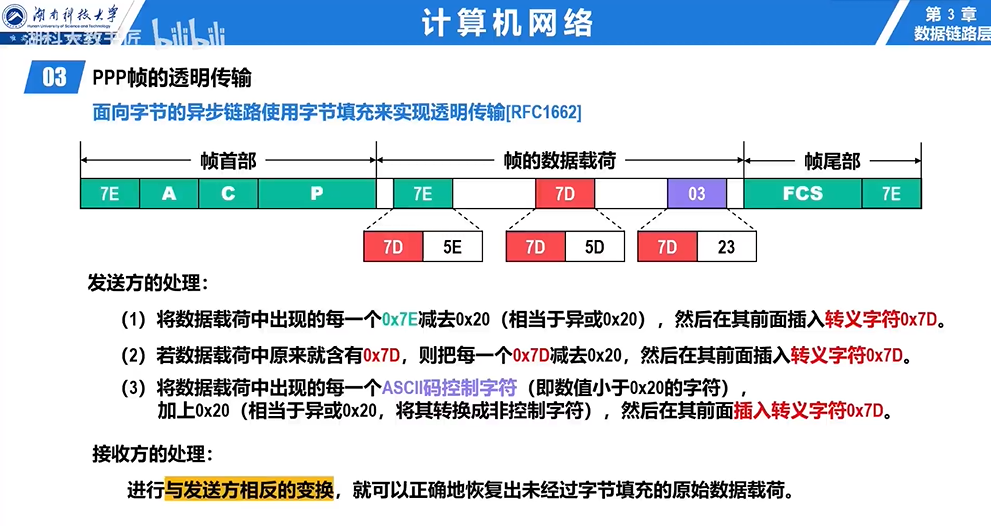 湖南科技大学
Hunan University of Science and Technology
湖科大教书匠 bilibili
计算机网络
第 3 章
数据链路层
03 PPP帧的透明传输
面向字节的异步链路使用字节填充来实现透明传输[RFC1662]
帧首部 帧的数据载荷 帧尾部
7E A C P 7E 7D 03 FCS 7E
7D 5E 7D 5D 7D 23
发送方的处理：
（1）将数据载荷中出现的每一个0x7E减去0x20（相当于异或0x20），然后在其前面插入转义字符0x7D。
（2）若数据载荷中原来就含有0x7D，则把每一个0x7D减去0x20，然后在其前面插入转义字符0x7D。
（3）将数据载荷中出现的每一个ASCII码控制字符（即数值小于0x20的字符），
加上0x20（相当于异或0x20，将其转换成非控制字符），然后在其前面插入转义字符0x7D。
接收方的处理：
进行与发送方相反的变换，就可以正确地恢复出未经过字节填充的原始数据载荷。